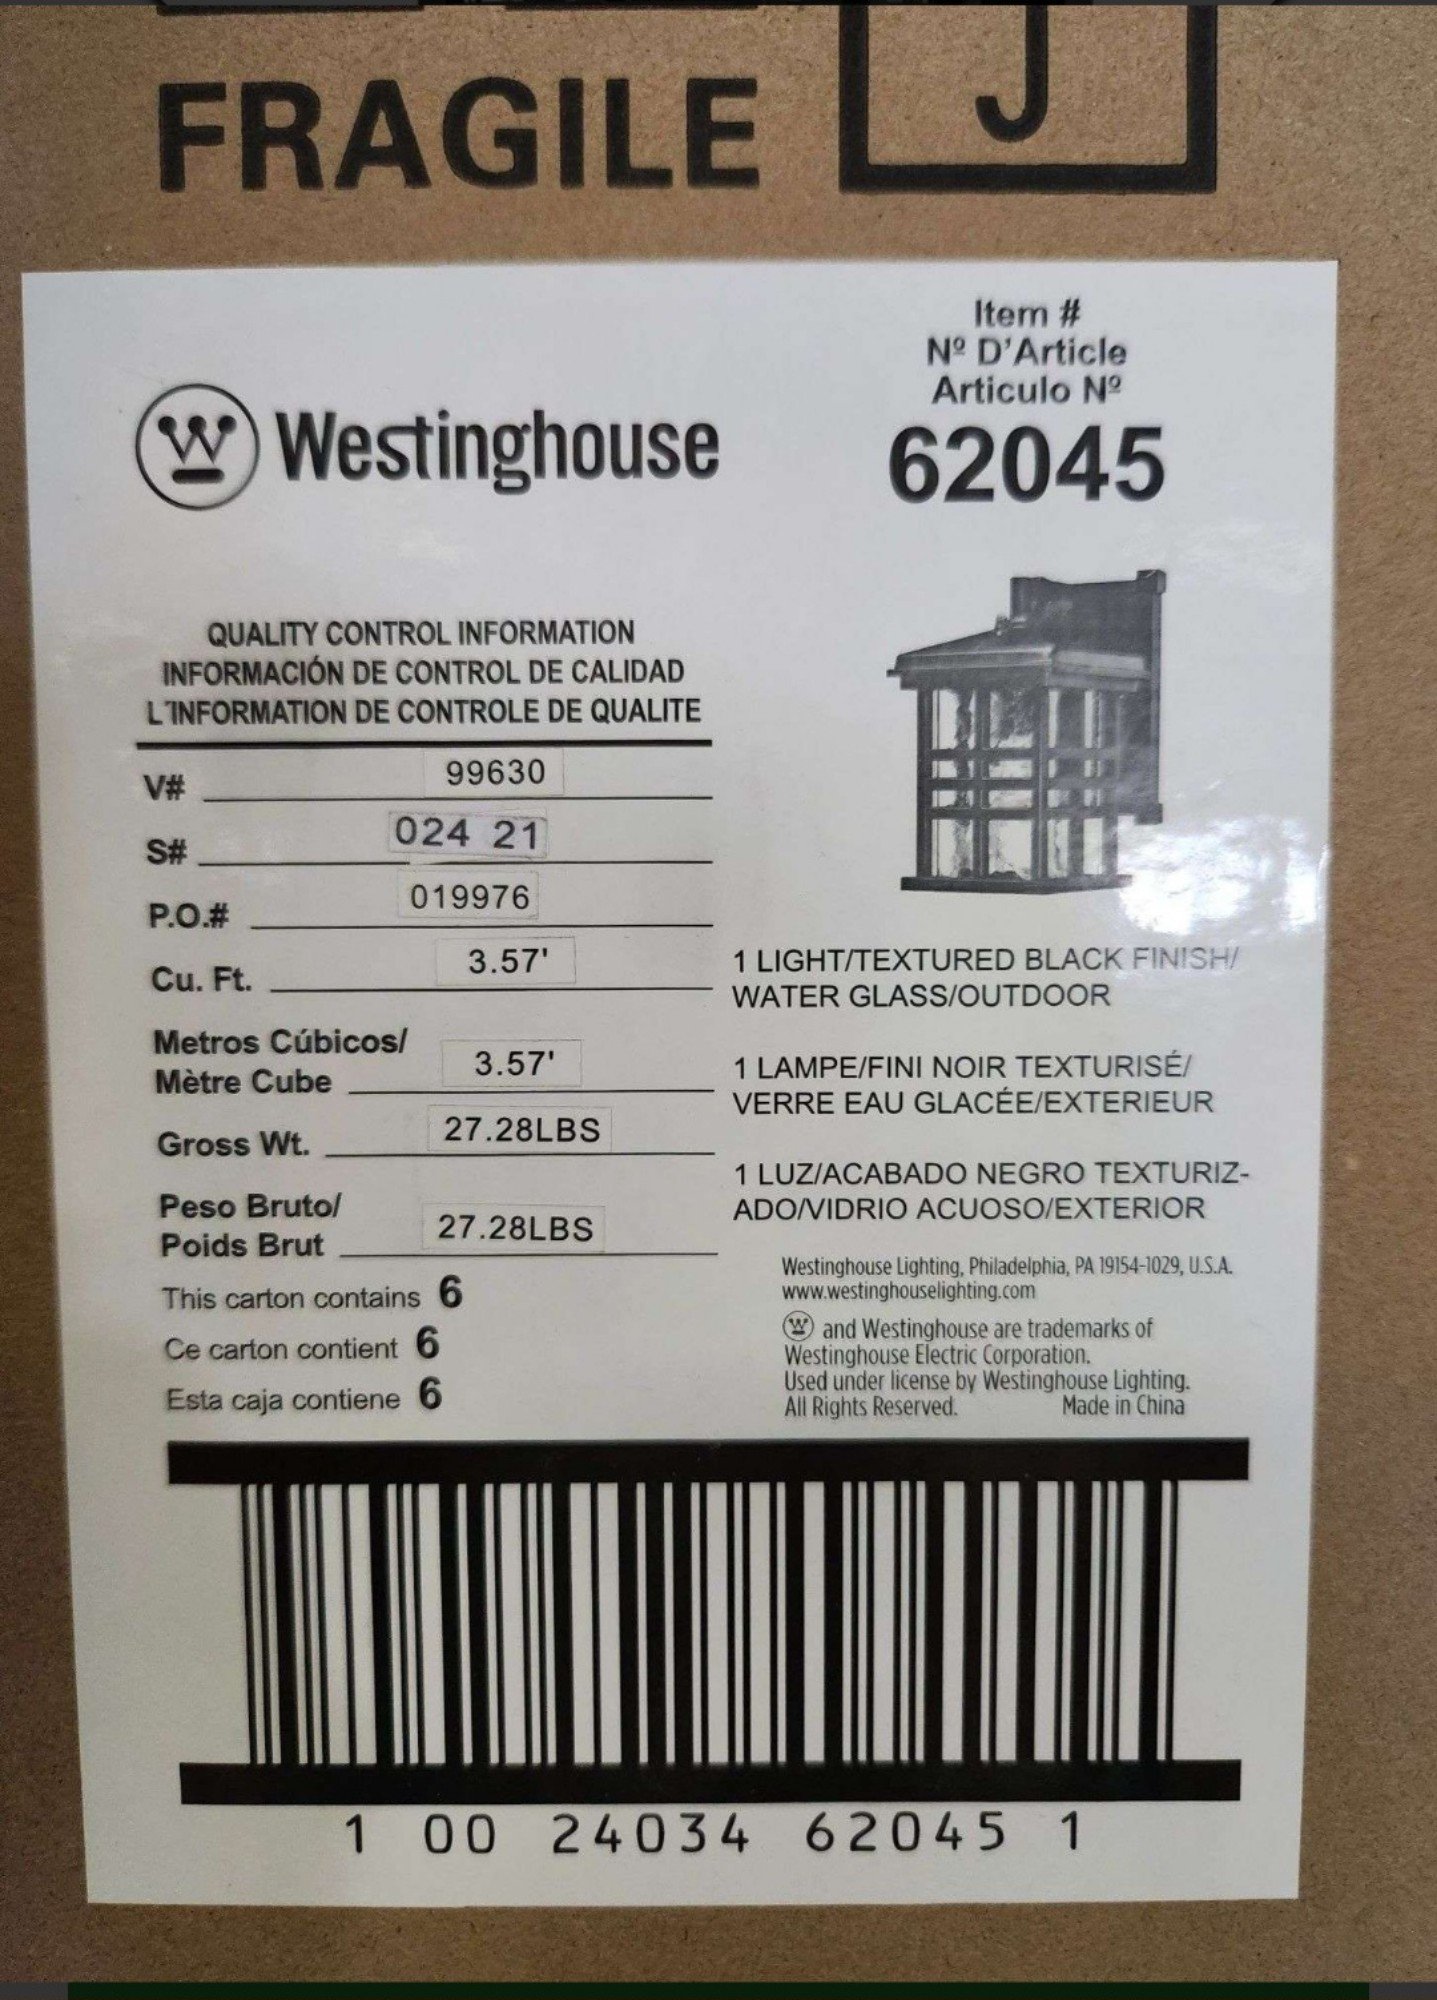 FRAGILE
Westinghouse
Item #
Nº D'Article
Articulo Nº
62045
QUALITY CONTROL INFORMATION
INFORMACIÓN DE CONTROL DE CALIDAD
L'INFORMATION DE CONTROLE DE QUALITE
V# 99630
S# 024 21
P.O.# 019976
Cu. Ft. 3.57'
Metros Cúbicos/
Mètre Cube 3.57'
Gross Wt. 27.28LBS
Peso Bruto/
Poids Brut 27.28LBS
This carton contains 6
Ce carton contient 6
Esta caja contiene 6
1 LIGHT/TEXTURED BLACK FINISH/
WATER GLASS/OUTDOOR
1 LAMPE/FINI NOIR TEXTURISÉ/
VERRE EAU GLACÉE/EXTERIEUR
1 LUZ/ACABADO NEGRO TEXTURIZ-
ADO/VIDRIO ACUOSO/EXTERIOR
Westinghouse Lighting, Philadelphia, PA 19154-1029, U.S.A.
www.westinghouselighting.com
W and Westinghouse are trademarks of
Westinghouse Electric Corporation.
Used under license by Westinghouse Lighting.
All Rights Reserved. Made in China
1 00 24034 62045 1